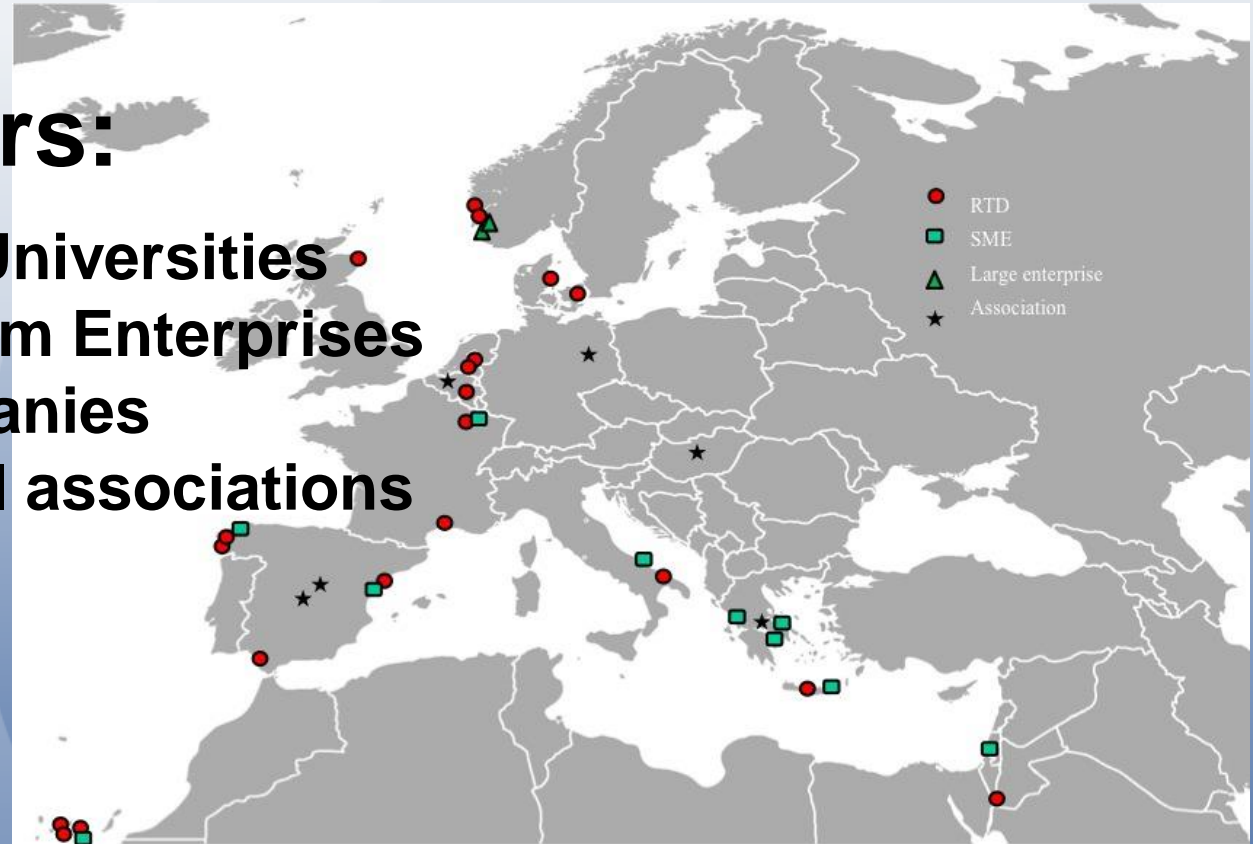 rs:
Universities
m Enterprises
anies
l associations
RTD
SME
Large enterprise
Association